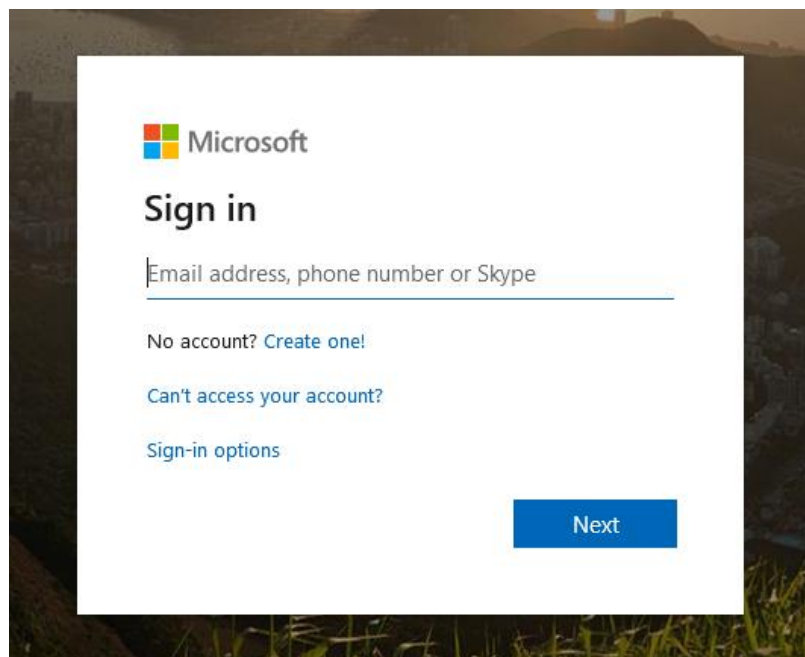 Microsoft
Sign in
Email address, phone number or Skype
No account? Create one!
Can't access your account?
Sign-in options
Next